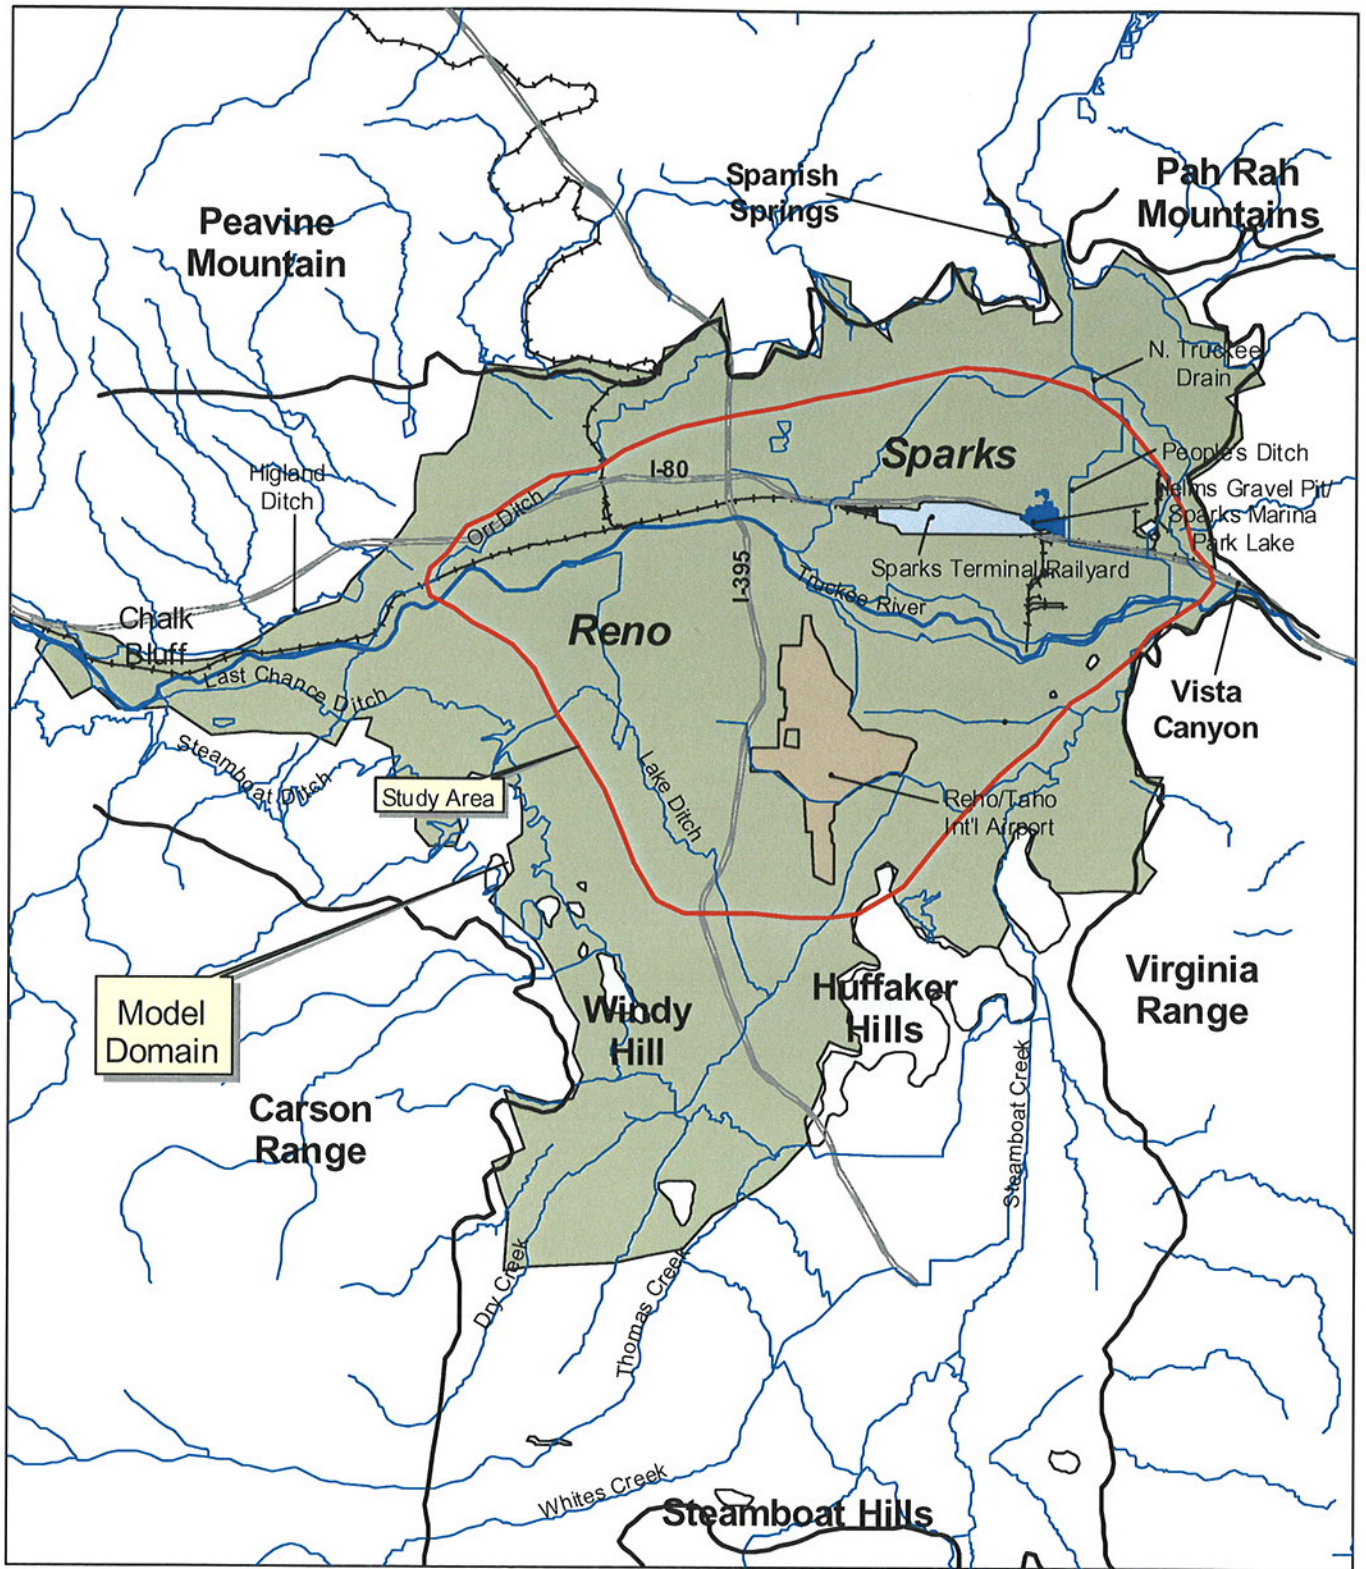 Spanish
Springs
Pah Rah
Mountains
Peavine
Mountain
N. Truckee
Drain
Sparks
People's Ditch
I-80
Higland
Ditch
Orr Ditch
Helms Gravel Pit/
Sparks Marina
Park Lake
Sparks Terminal Railyard
I-395
Truckee River
Chalk
Bluff
Reno
Last Chance Ditch
Vista
Canyon
Steamboat Ditch
Lake Ditch
Study Area
Reho/Taho
Int'l Airport
Model
Domain
Windy
Hill
Huffaker
Hills
Virginia
Range
Carson
Range
Steamboat Creek
Dry Creek
Thomas Creek
Whites Creek
Steamboat Hills